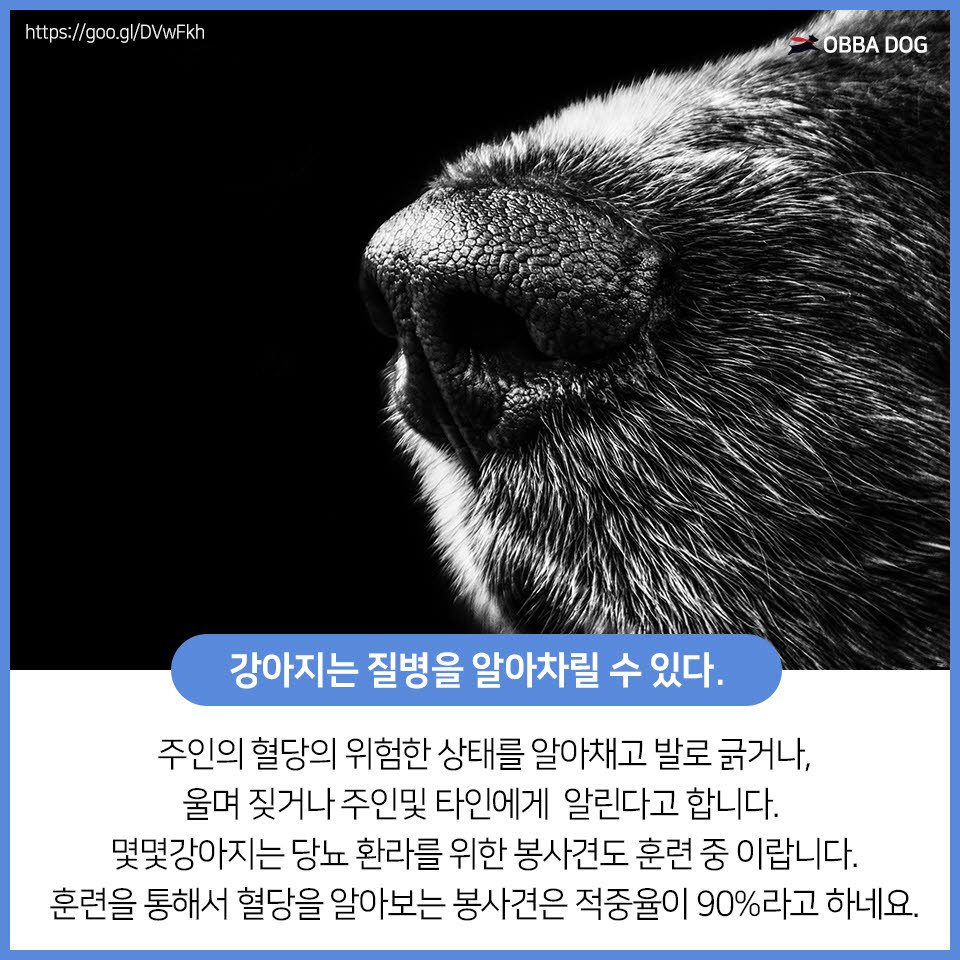 https://goo.gl/DVwFkh
OBBA DOG
강아지는 질병을 알아차릴 수 있다.
주인의 혈당의 위험한 상태를 알아채고 발로 긁거나,
울며 짖거나 주인및 타인에게 알린다고 합니다.
몇몇강아지는 당뇨 환라를 위한 봉사견도 훈련 중 이랍니다.
훈련을 통해서 혈당을 알아보는 봉사견은 적중율이 90%라고 하네요.